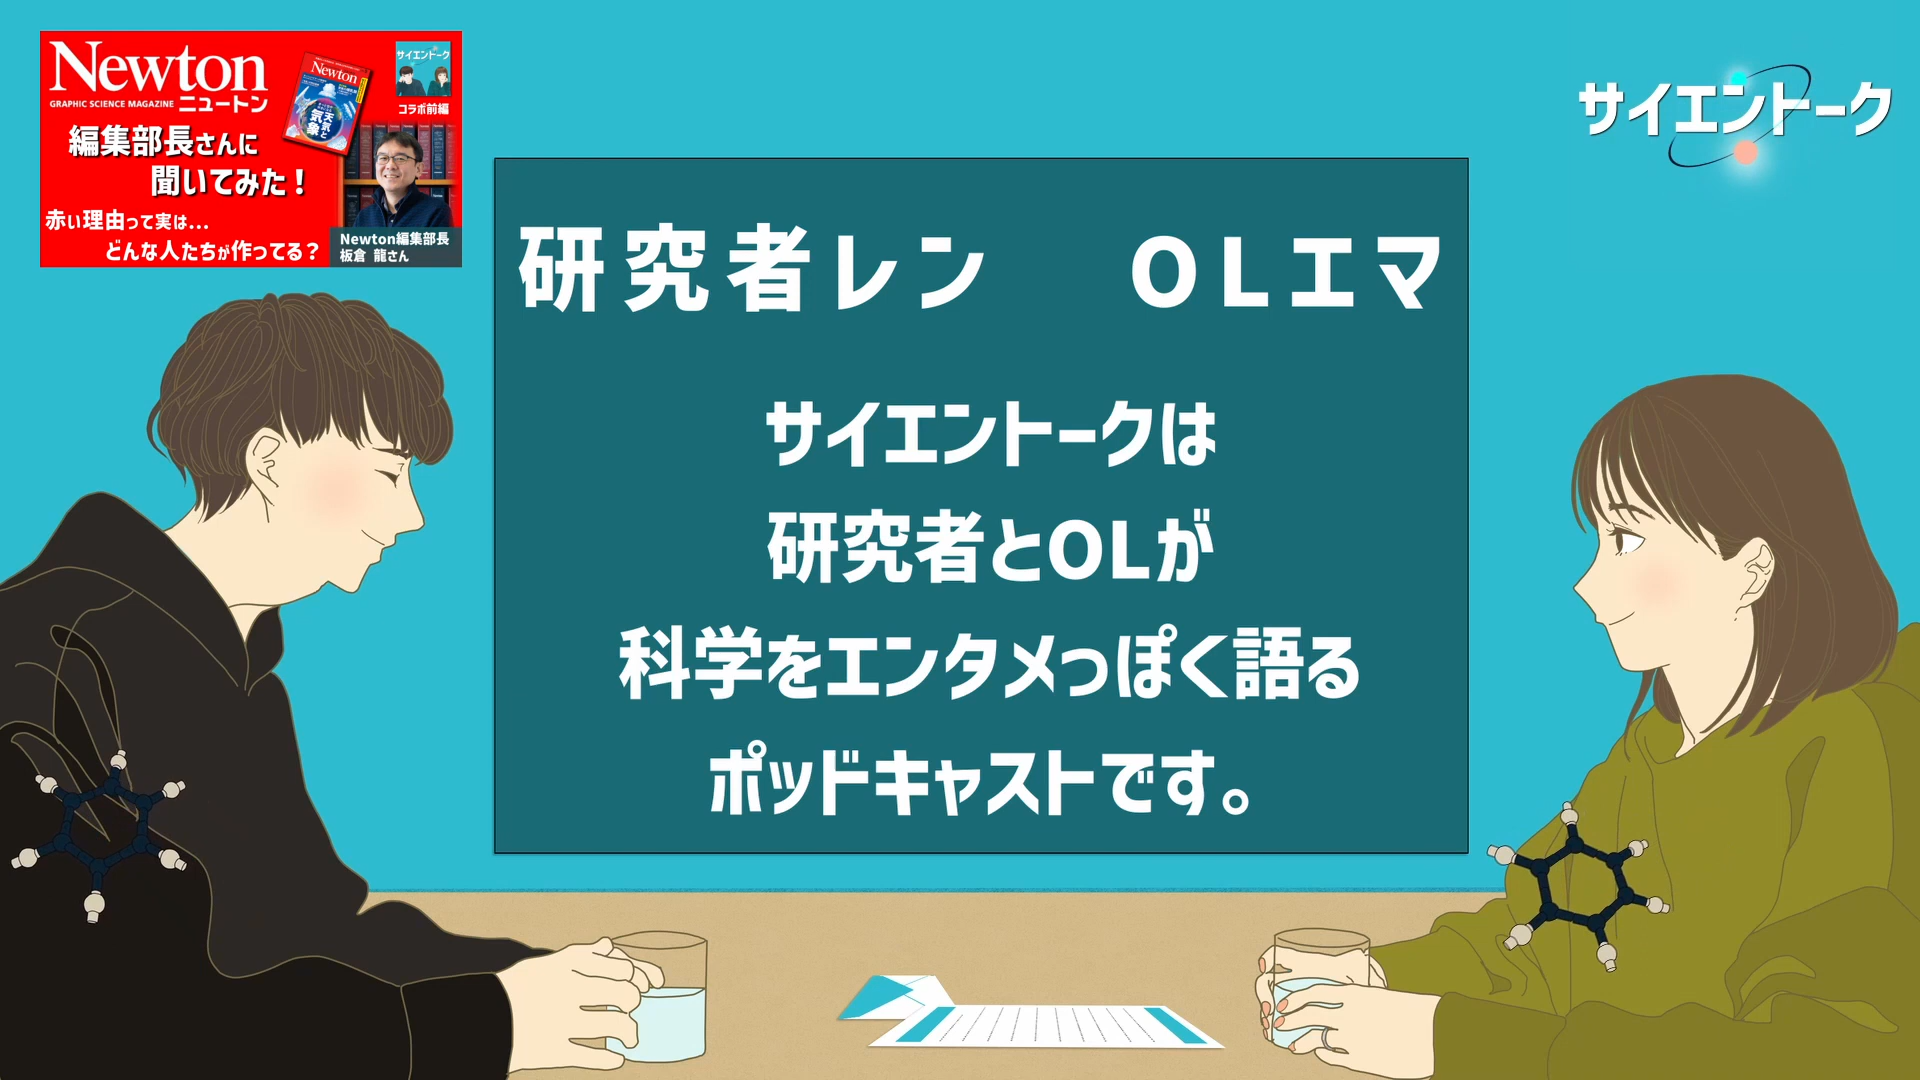 Newton
GRAPHIC SCIENCE MAGAZINE ニュートン
編集部長さんに
聞いてみた！
赤い理由って実は...
どんな人たちが作ってる？
Newton
天気と
気象
サイエントーク
コラボ前編
Newton編集部長
板倉 龍さん
サイエントーク
研究者レン OLエマ
サイエントークは
研究者とOLが
科学をエンタメっぽく語る
ポッドキャストです。